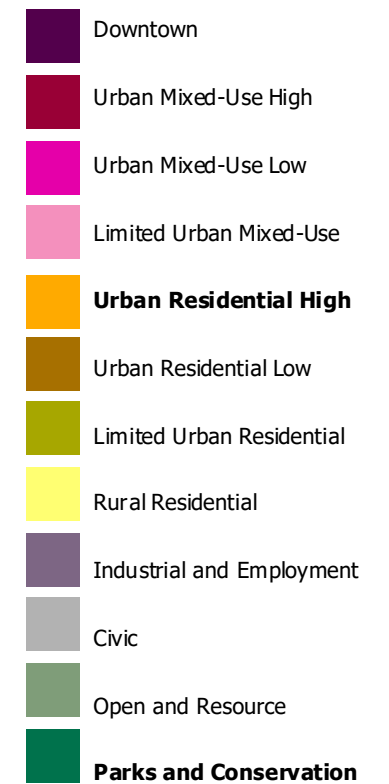 Downtown
Urban Mixed-Use High
Urban Mixed-Use Low
Limited Urban Mixed-Use
Urban Residential High
Urban Residential Low
Limited Urban Residential
Rural Residential
Industrial and Employment
Civic
Open and Resource
Parks and Conservation